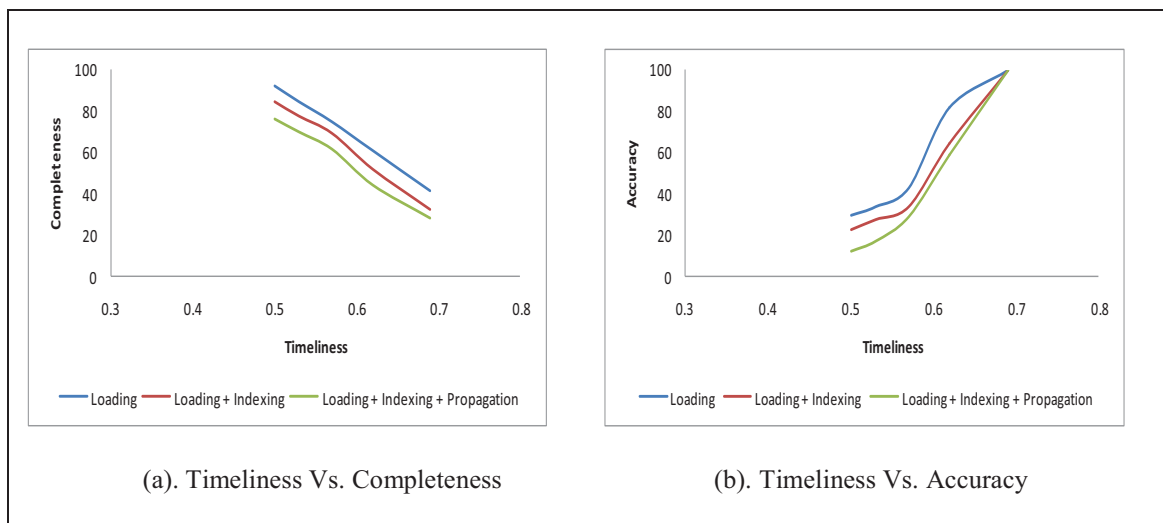 100
80
60
40
20
0
Completeness
0.3 0.4 0.5 0.6 0.7 0.8
Timeliness
Loading Loading + Indexing Loading + Indexing + Propagation
(a). Timeliness Vs. Completeness
100
80
60
40
20
0
Accuracy
0.3 0.4 0.5 0.6 0.7 0.8
Timeliness
Loading Loading + Indexing Loading + Indexing + Propagation
(b). Timeliness Vs. Accuracy